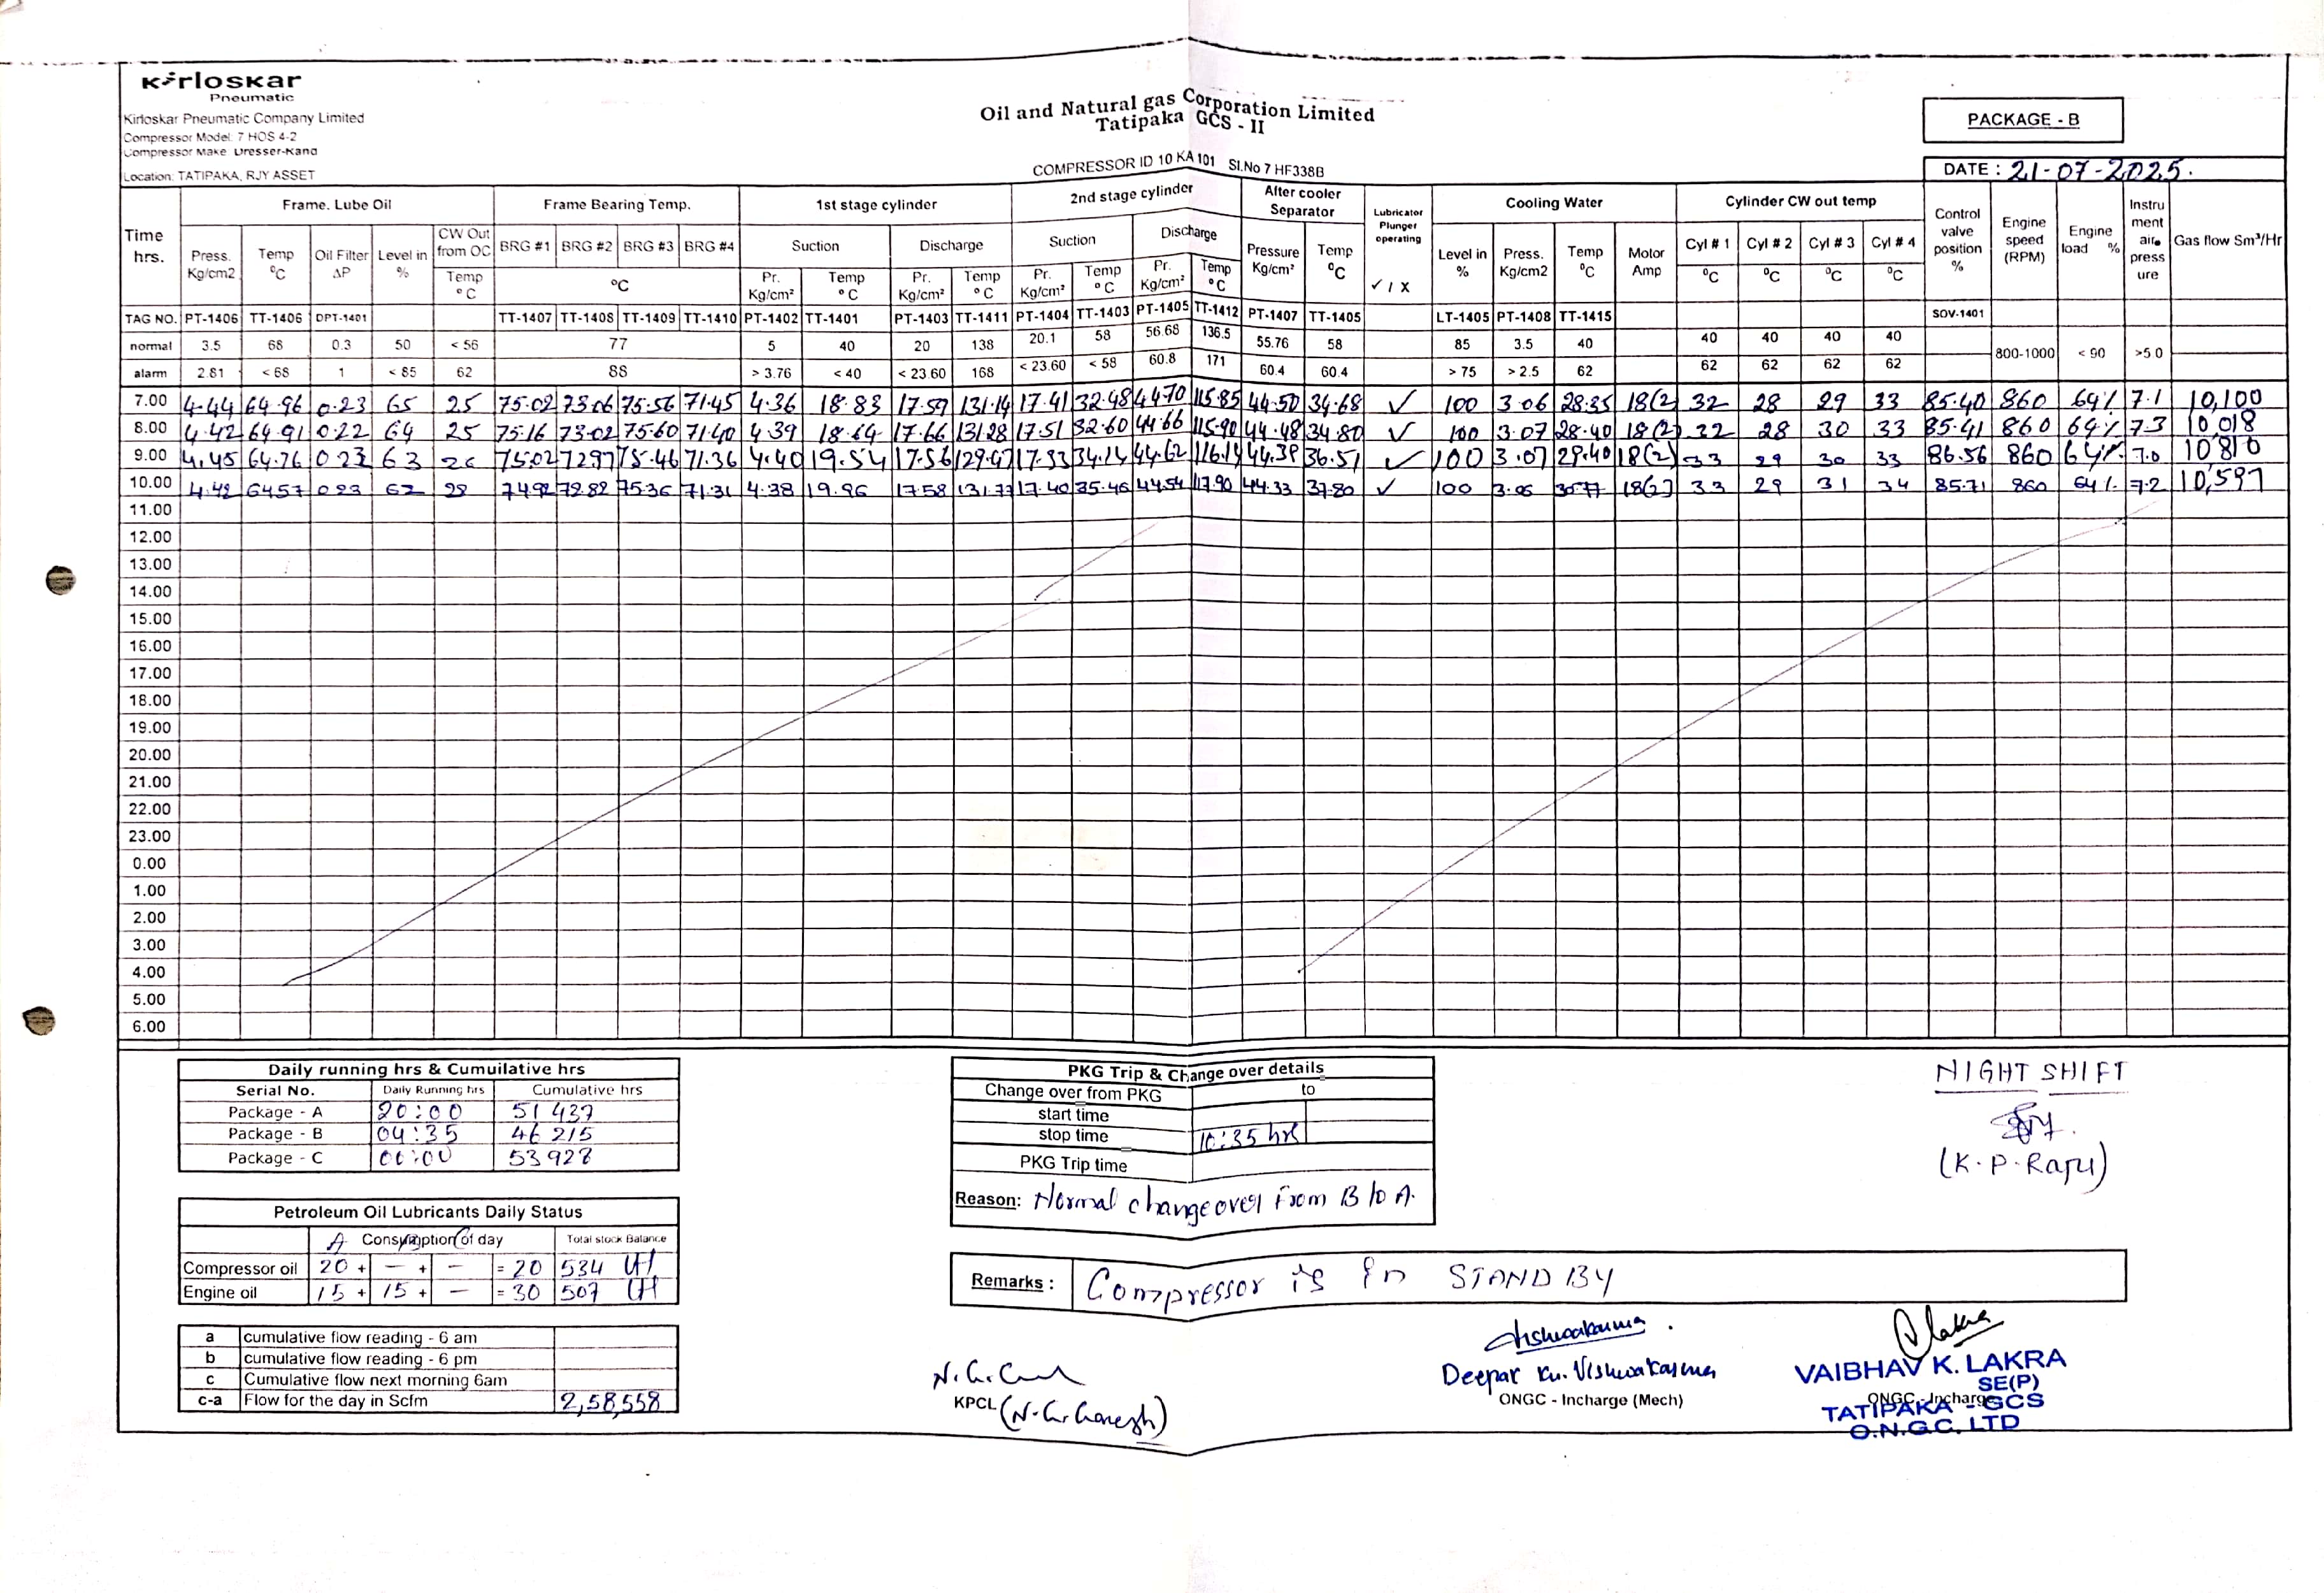 Kirloskar
Pneumatic
Kirloskar Pneumatic Company Limited
Compressor Model: 7 HOS 4-2
Compressor Make: Dresser-Rand
Location: TATIPAKA, RJY ASSET
Oil and Natural gas Corporation Limited
Tatipaka GCS - II
COMPRESSOR ID 10 KA 101 Sl.No 7 HF338B
PACKAGE - B
DATE : 21-07-2025.
Time hrs. Frame. Lube Oil Frame Bearing Temp. 1st stage cylinder 2nd stage cylinder After cooler Separator Lubricator Plunger operating Cooling Water Cylinder CW out temp Control valve position % Engine speed (RPM) Engine load % Instru ment air press ure Gas flow Sm³/Hr
Press. Kg/cm2 Temp ºC Oil Filter ΔP Level in % CW Out from OC Temp º C BRG #1 BRG #2 BRG #3 BRG #4 ºC Suction Discharge Suction Discharge Pressure Kg/cm² Temp ºC ✓ / X Level in % Press. Kg/cm2 Temp ºC Motor Amp Cyl # 1 Cyl # 2 Cyl # 3 Cyl # 4
Pr. Kg/cm² Temp º C Pr. Kg/cm² Temp º C Pr. Kg/cm² Temp º C Pr. Kg/cm² Temp º C ºC ºC ºC ºC
TAG NO. PT-1406 TT-1406 DPT-1401 TT-1407 TT-1408 TT-1409 TT-1410 PT-1402 TT-1401 PT-1403 TT-1411 PT-1404 TT-1403 PT-1405 TT-1412 PT-1407 TT-1405 LT-1405 PT-1408 TT-1415 SOV-1401
normal 3.5 68 0.3 50 < 56 77 5 40 20 138 20.1 58 56.68 136.5 55.76 58 85 3.5 40 40 40 40 40 800-1000 < 90 >5.0
alarm 2.81 < 68 1 < 85 62 88 > 3.76 < 40 < 23.60 168 < 23.60 < 58 60.8 171 60.4 60.4 > 75 > 2.5 62 62 62 62 62
7.00 4.44 64.96 0.23 65 25 75.02 73.06 75.56 71.45 4.36 18.83 17.59 131.14 17.41 32.48 44.70 115.85 44.50 34.68 ✓ 100 3.06 28.35 18(2) 32 28 29 33 85.40 860 64% 7.1 10,100
8.00 4.42 64.91 0.22 64 25 75.16 73.02 75.60 71.40 4.39 18.64 17.66 131.28 17.51 32.60 44.66 115.90 44.48 34.80 ✓ 100 3.07 28.40 18(2) 32 28 30 33 85.41 860 64% 7.3 10,018
9.00 4.45 64.76 0.23 63 26 75.02 72.97 75.46 71.36 4.40 19.54 17.56 129.47 17.33 34.14 44.62 116.14 44.39 36.51 ✓ 100 3.07 29.40 18(2) 33 29 30 33 86.56 860 64% 7.0 10810
10.00 4.42 64.57 0.23 62 28 74.92 72.82 75.36 71.31 4.38 19.96 17.58 131.73 17.40 35.46 44.54 117.90 44.33 37.80 ✓ 100 3.06 30.77 18(2) 33 29 31 34 85.71 860 64% 7.2 10,597
11.00
12.00
13.00
14.00
15.00
16.00
17.00
18.00
19.00
20.00
21.00
22.00
23.00
0.00
1.00
2.00
3.00
4.00
5.00
6.00
Daily running hrs & Cumuilative hrs
Serial No. Daily Running hrs Cumulative hrs
Package - A 20:00 51437
Package - B 04:35 46215
Package - C 00:00 53928
Petroleum Oil Lubricants Daily Status
A Consumption of day B C Total stock Balance
Compressor oil 20 + - + - = 20 534 Lit
Engine oil 15 + 15 + - = 30 507 Lit
a cumulative flow reading - 6 am
b cumulative flow reading - 6 pm
c Cumulative flow next morning 6am
c-a Flow for the day in Scfm 2,58,558
PKG Trip & Change over details
Change over from PKG to
start time
stop time 10:35 hrs
PKG Trip time
Reason: Normal changeover from B to A.
Remarks : Compressor is in STANDBY
NIGHT SHIFT
(K.P.Raju)
KPCL (N.G.Ganesh)
Deepak Ku. Vishwakarma
ONGC - Incharge (Mech)
Lakra
VAIBHAV K. LAKRA
SE(P)
ONGC - Incharge
TATIPAKA - GCS
O.N.G.C. LTD